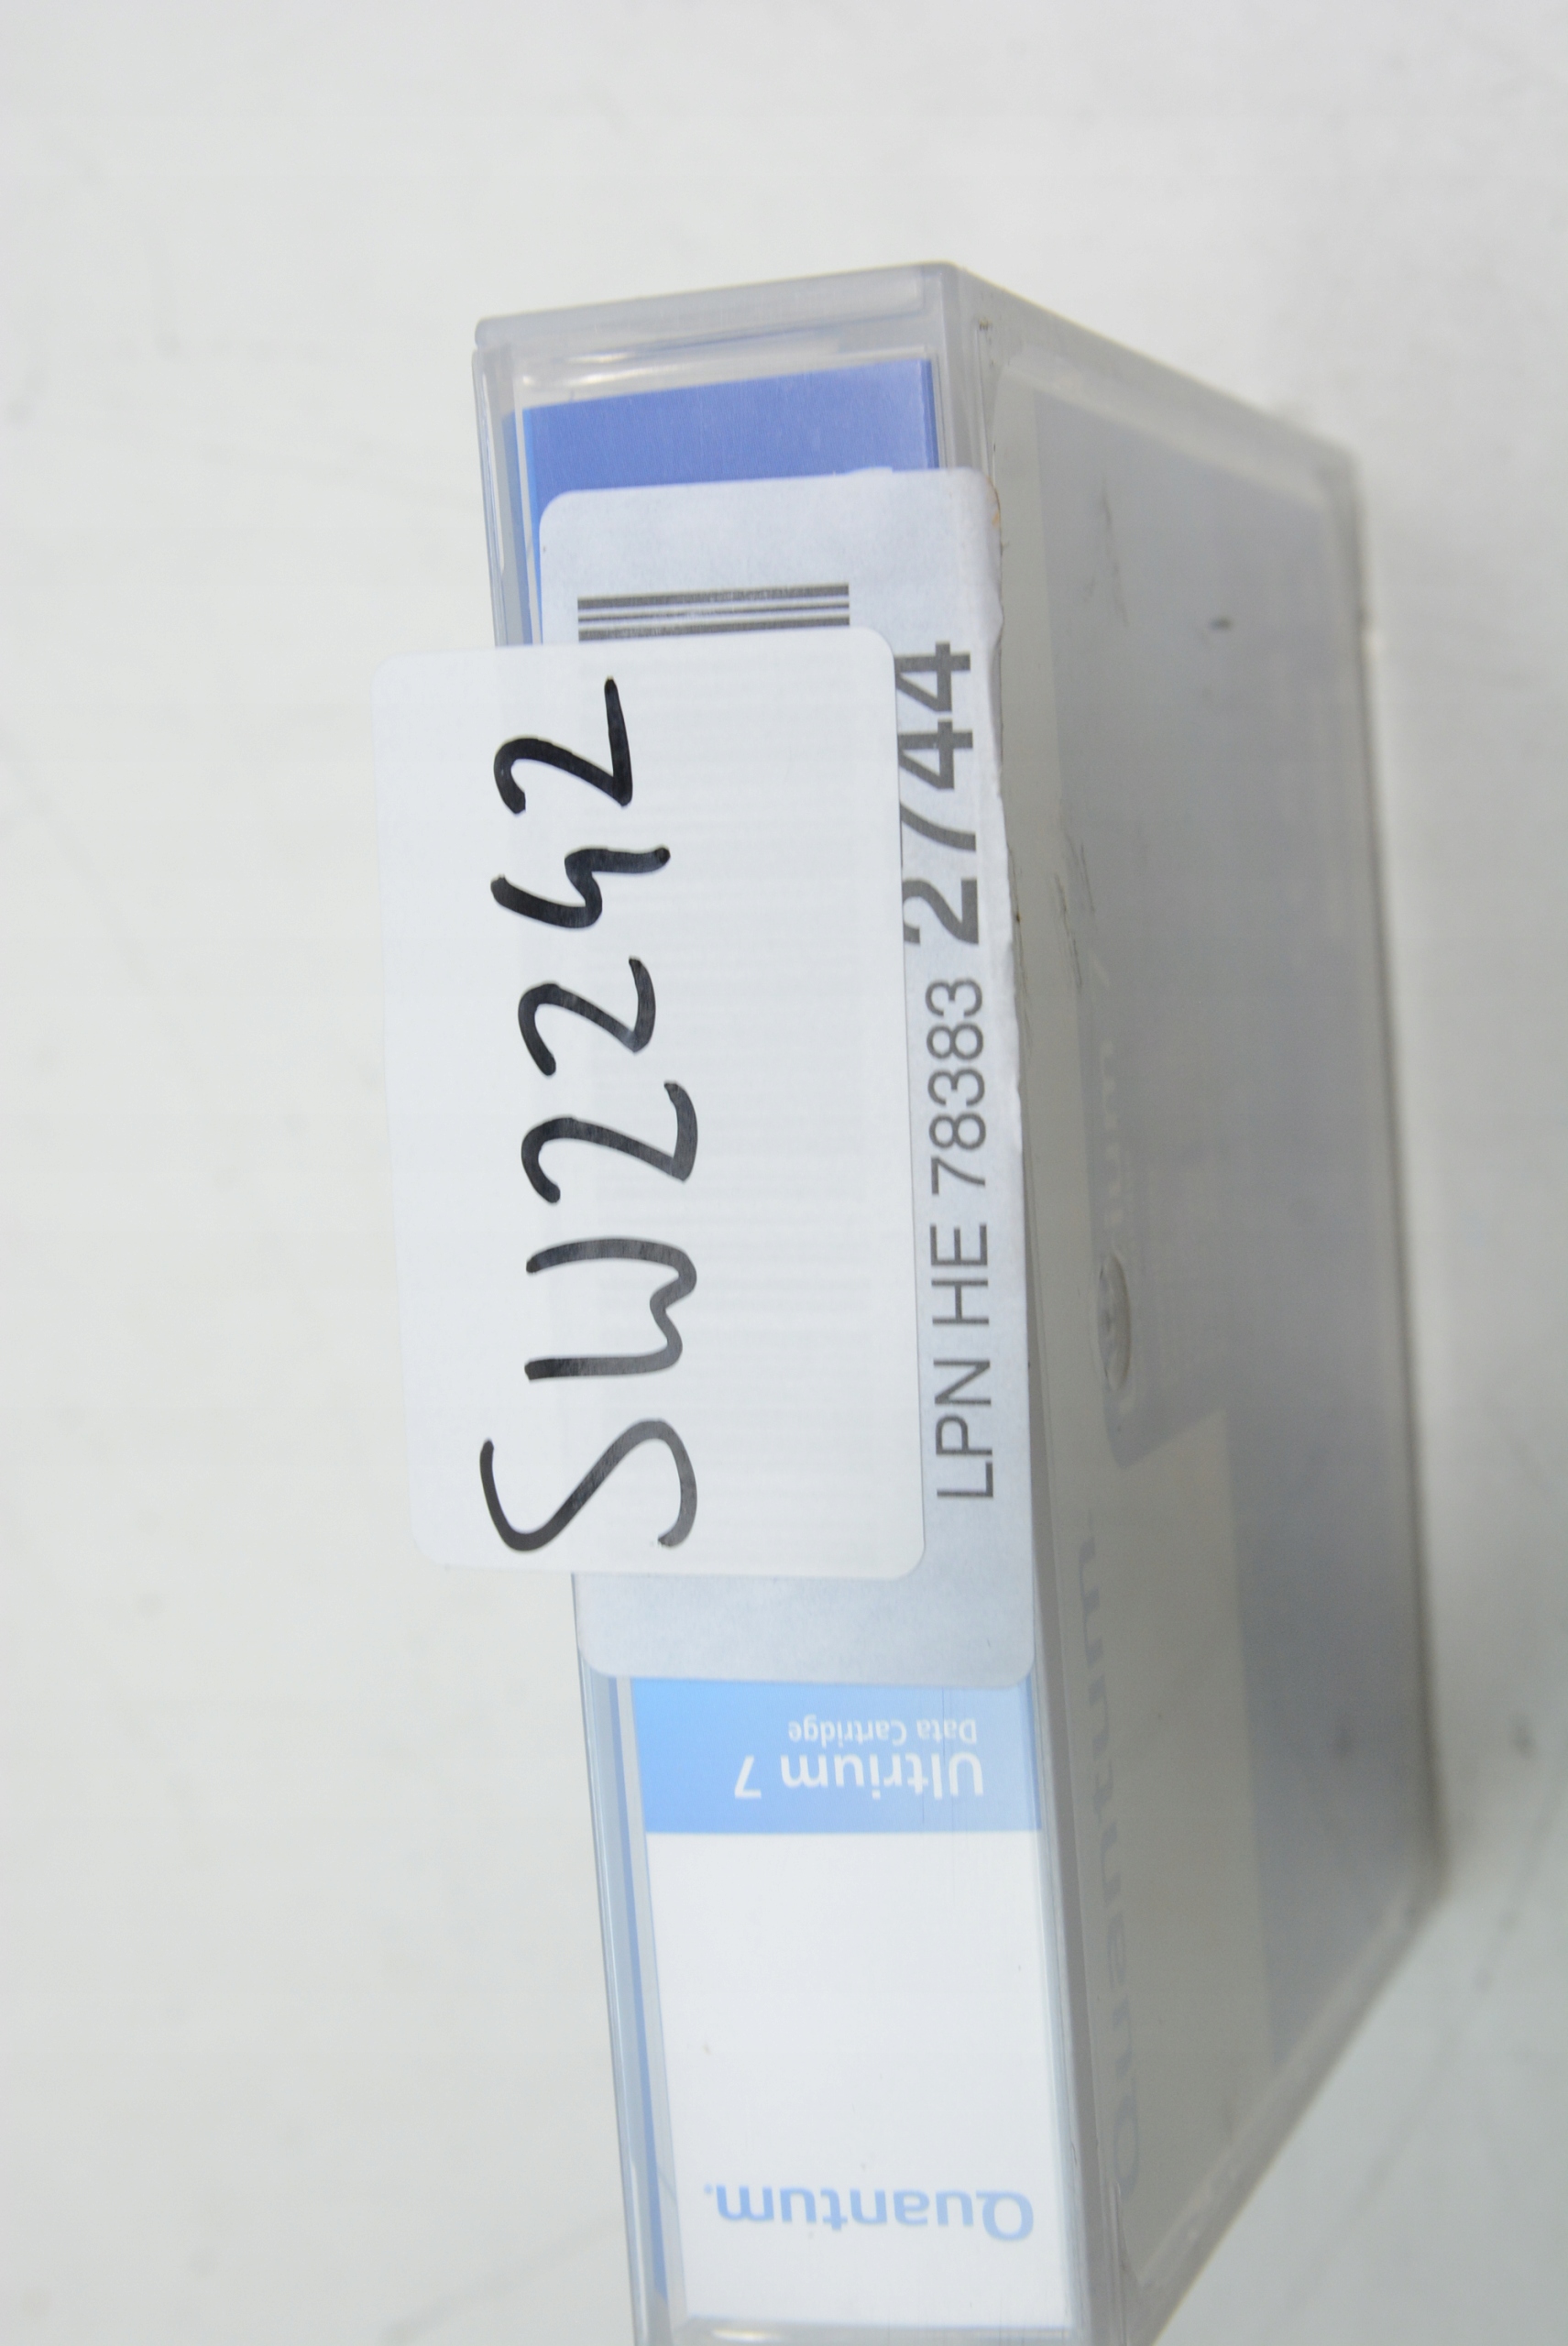 SW2242
LPN HE 78383 2744
Ultrium 7
Data Cartridge
Quantum.